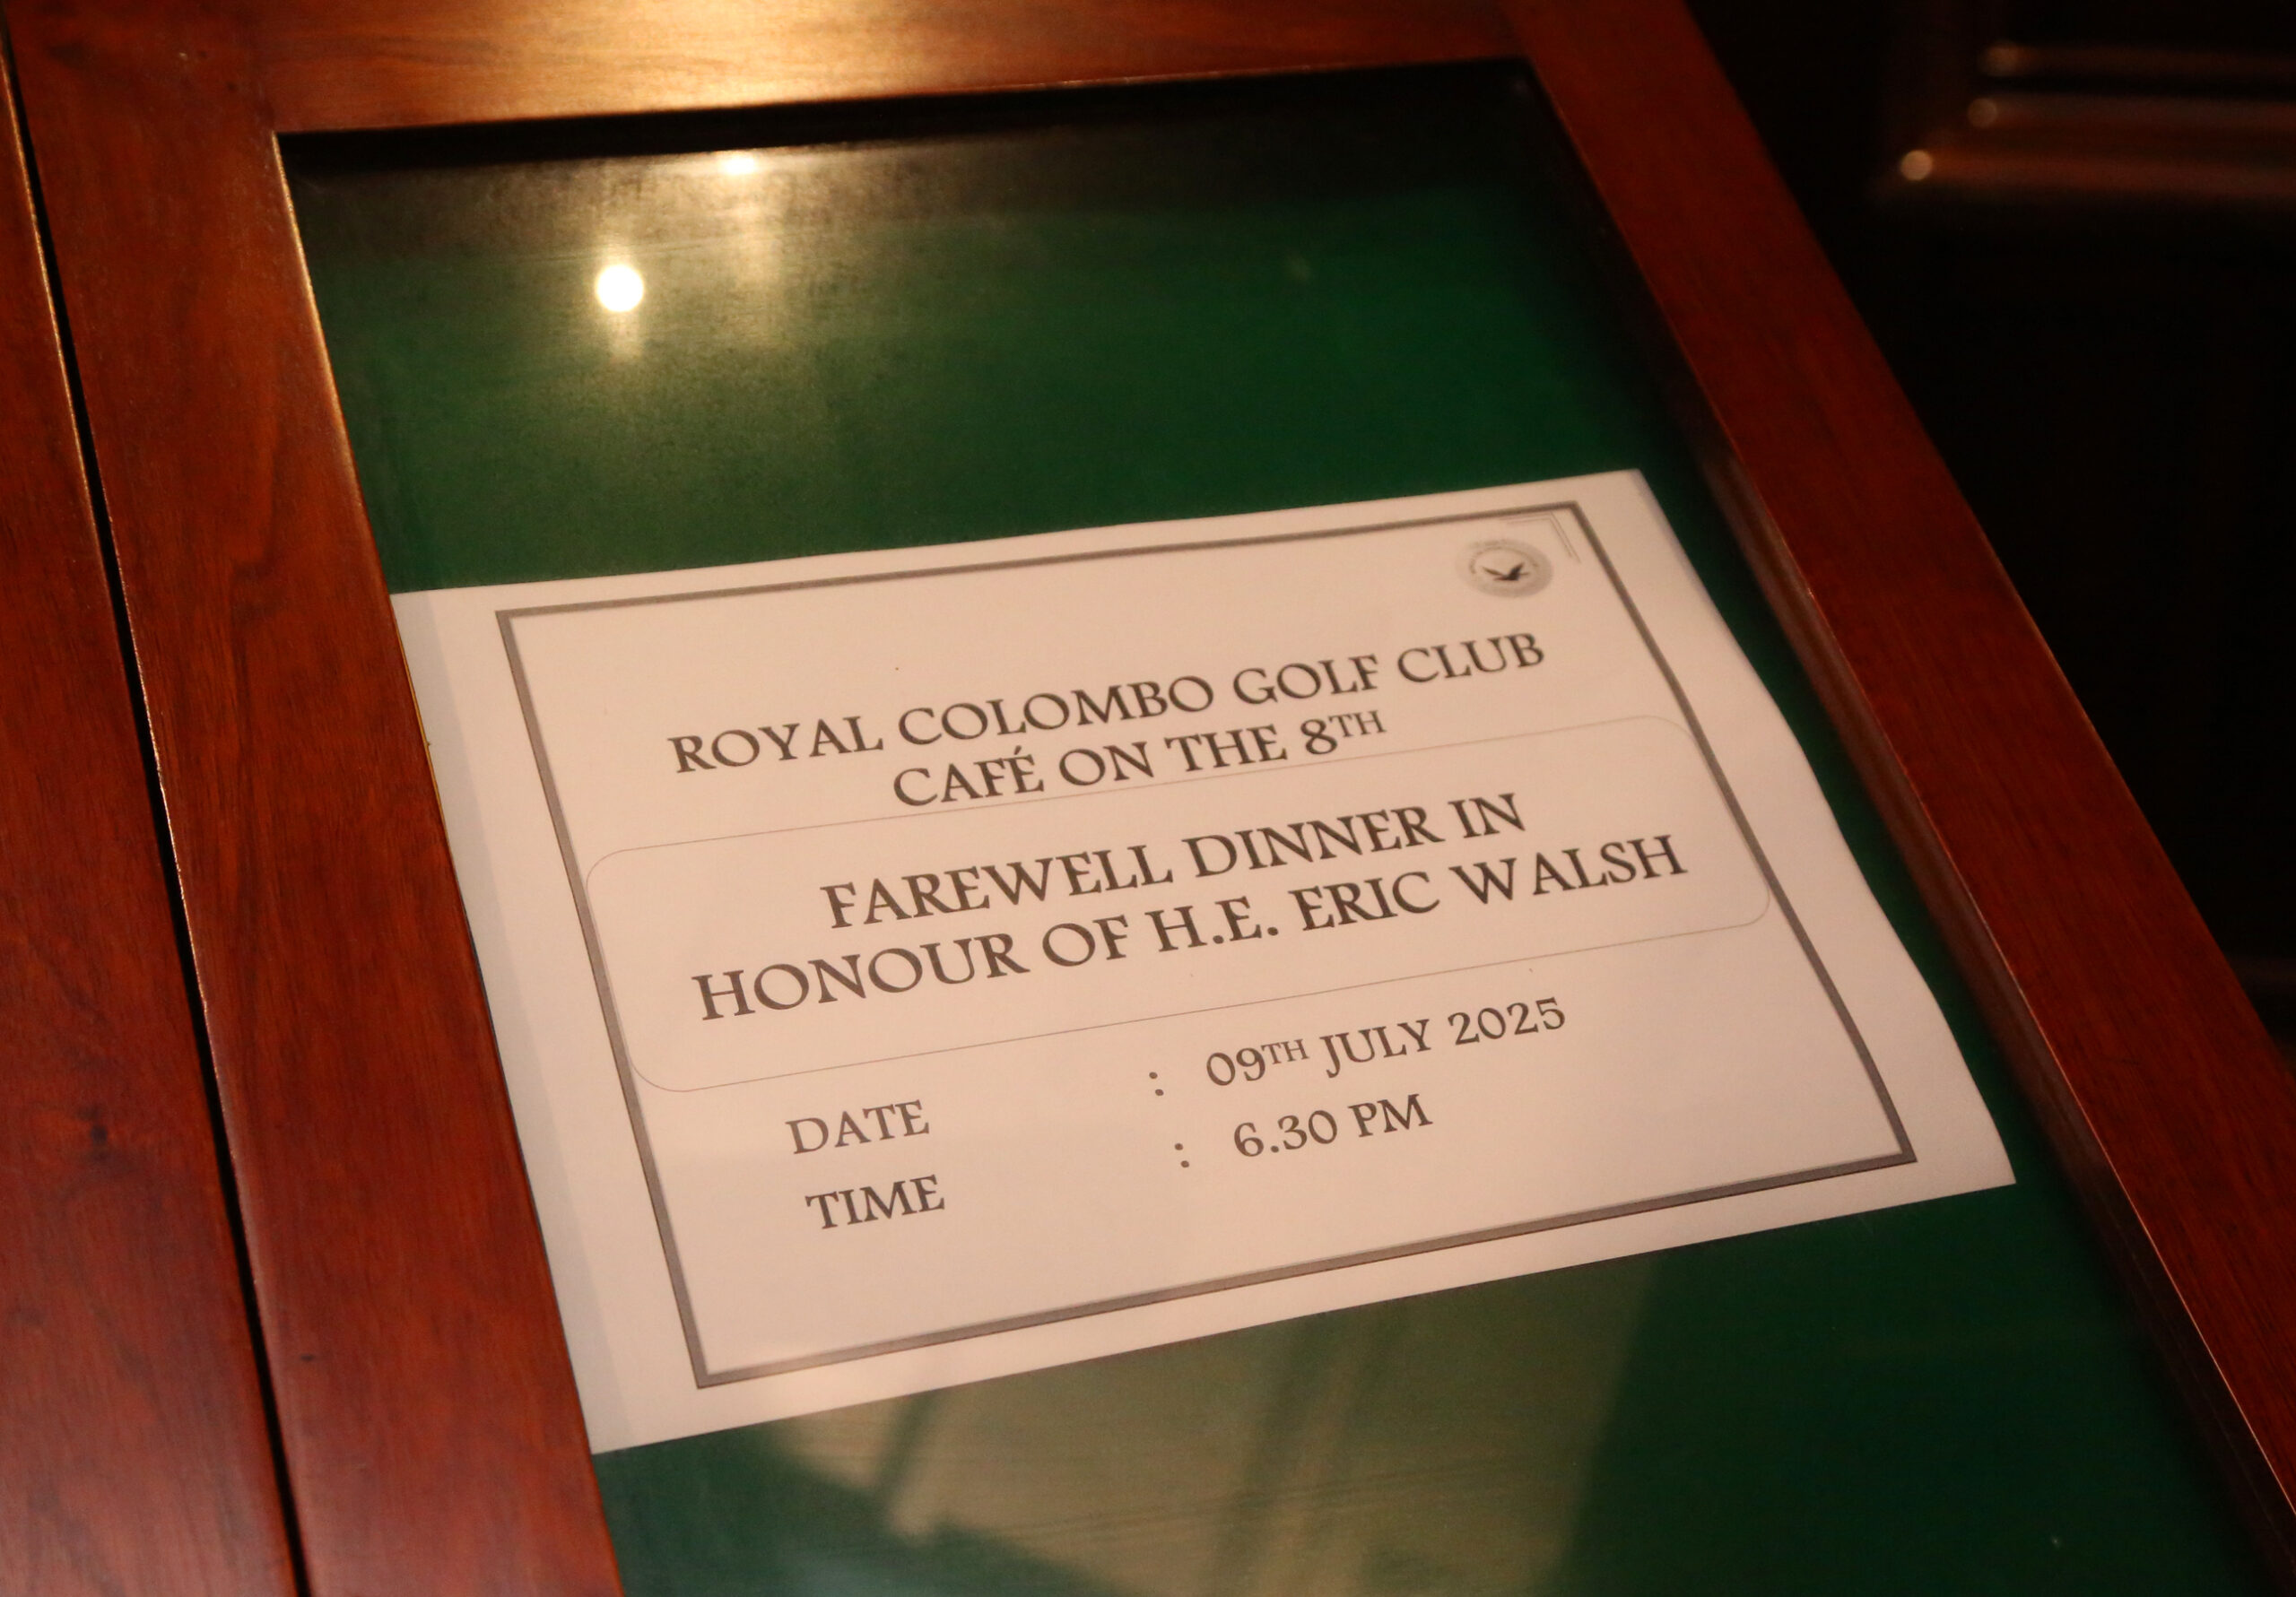 ROYAL COLOMBO GOLF CLUB
CAFÉ ON THE 8TH
FAREWELL DINNER IN
HONOUR OF H.E. ERIC WALSH
DATE : 09TH JULY 2025
TIME : 6.30 PM